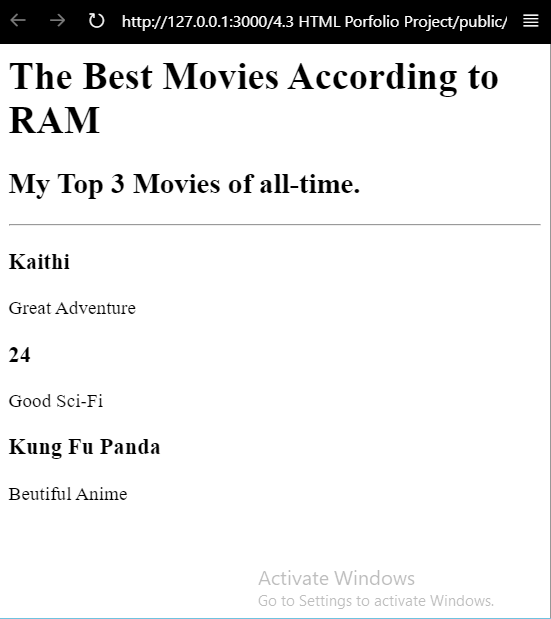 http://127.0.0.1:3000/4.3 HTML Porfolio Project/public/
The Best Movies According to
RAM
My Top 3 Movies of all-time.
Kaithi
Great Adventure
24
Good Sci-Fi
Kung Fu Panda
Beutiful Anime
Activate Windows
Go to Settings to activate Windows.